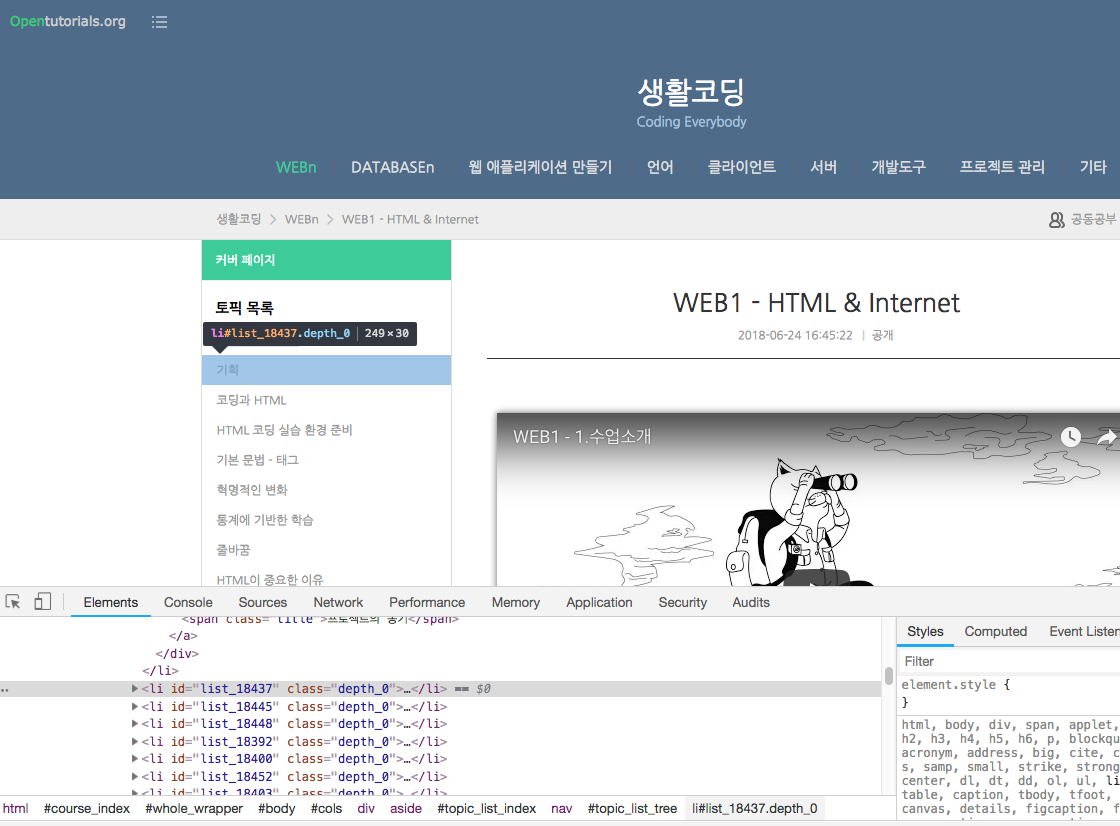 Opentutorials.org
생활코딩
Coding Everybody
WEBn DATABASEn 웹 애플리케이션 만들기 언어 클라이언트 서버 개발도구 프로젝트 관리 기타
생활코딩 > WEBn > WEB1 - HTML & Internet 공동공부
커버 페이지
토픽 목록
li#list_18437.depth_0 | 249×30
기획
코딩과 HTML
HTML 코딩 실습 환경 준비
기본 문법 - 태그
혁명적인 변화
통계에 기반한 학습
줄바꿈
HTML이 중요한 이유
WEB1 - HTML & Internet
2018-06-24 16:45:22 | 공개
WEB1 - 1.수업소개
Elements Console Sources Network Performance Memory Application Security Audits
<span class="title">프로젝트의 동기</span>
</a>
</div>
</li>
<li id="list_18437" class="depth_0">…</li> == $0
<li id="list_18445" class="depth_0">…</li>
<li id="list_18448" class="depth_0">…</li>
<li id="list_18392" class="depth_0">…</li>
<li id="list_18400" class="depth_0">…</li>
<li id="list_18452" class="depth_0">…</li>
<li id="list_18403" class="depth_0">…</li>
html #course_index #whole_wrapper #body #cols div aside #topic_list_index nav #topic_list_tree li#list_18437.depth_0
Styles Computed Event Listen
Filter
element.style {
}
html, body, div, span, applet,
h2, h3, h4, h5, h6, p, blockqu
acronym, address, big, cite, c
s, samp, small, strike, strong
center, dl, dt, dd, ol, ul, li
table, caption, tbody, tfoot,
canvas, details, figcaption, f